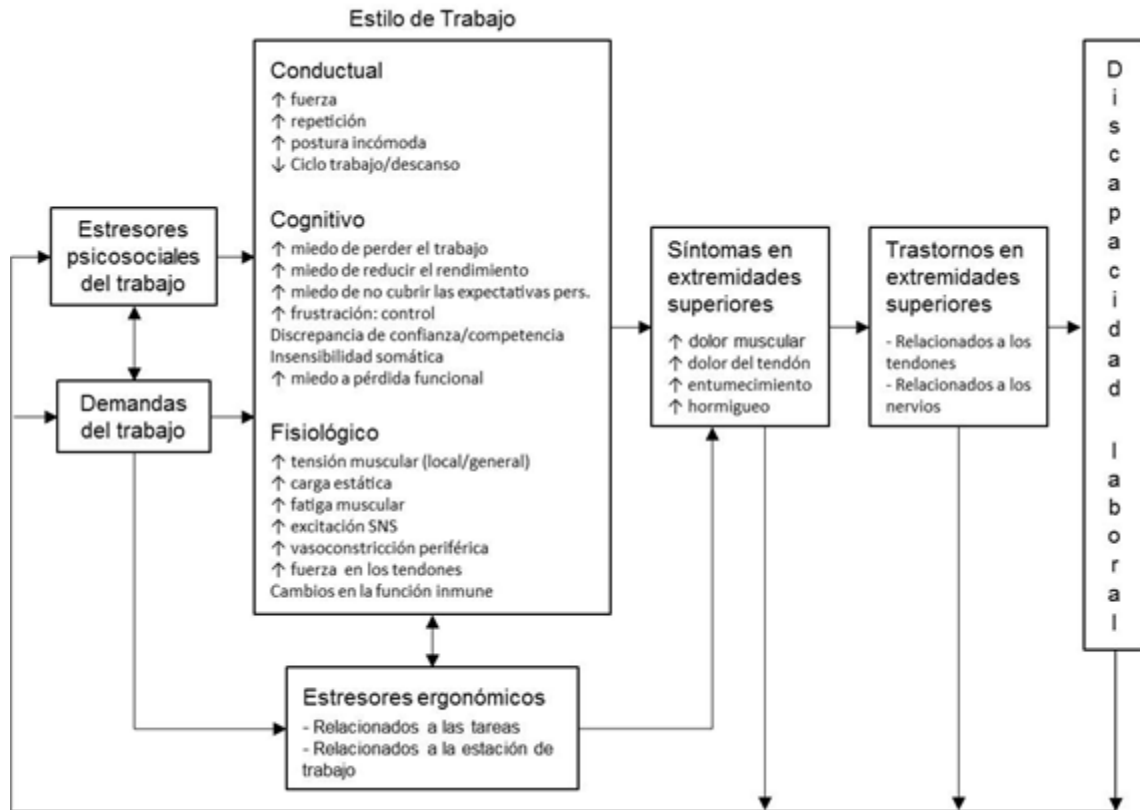 Estilo de Trabajo
Estresores
psicosociales
del trabajo
Demandas
del trabajo
Conductual
↑ fuerza
↑ repetición
↑ postura incómoda
↓ Ciclo trabajo/descanso
Cognitivo
↑ miedo de perder el trabajo
↑ miedo de reducir el rendimiento
↑ miedo de no cubrir las expectativas pers.
↑ frustración: control
Discrepancia de confianza/competencia
Insensibilidad somática
↑ miedo a pérdida funcional
Fisiológico
↑ tensión muscular (local/general)
↑ carga estática
↑ fatiga muscular
↑ excitación SNS
↑ vasoconstricción periférica
↑ fuerza en los tendones
Cambios en la función inmune
Estresores ergonómicos
- Relacionados a las tareas
- Relacionados a la estación de
trabajo
Síntomas en
extremidades
superiores
↑ dolor muscular
↑ dolor del tendón
↑ entumecimiento
↑ hormigueo
Trastornos en
extremidades
superiores
- Relacionados a los
tendones
- Relacionados a los
nervios
Discapacidad laboral